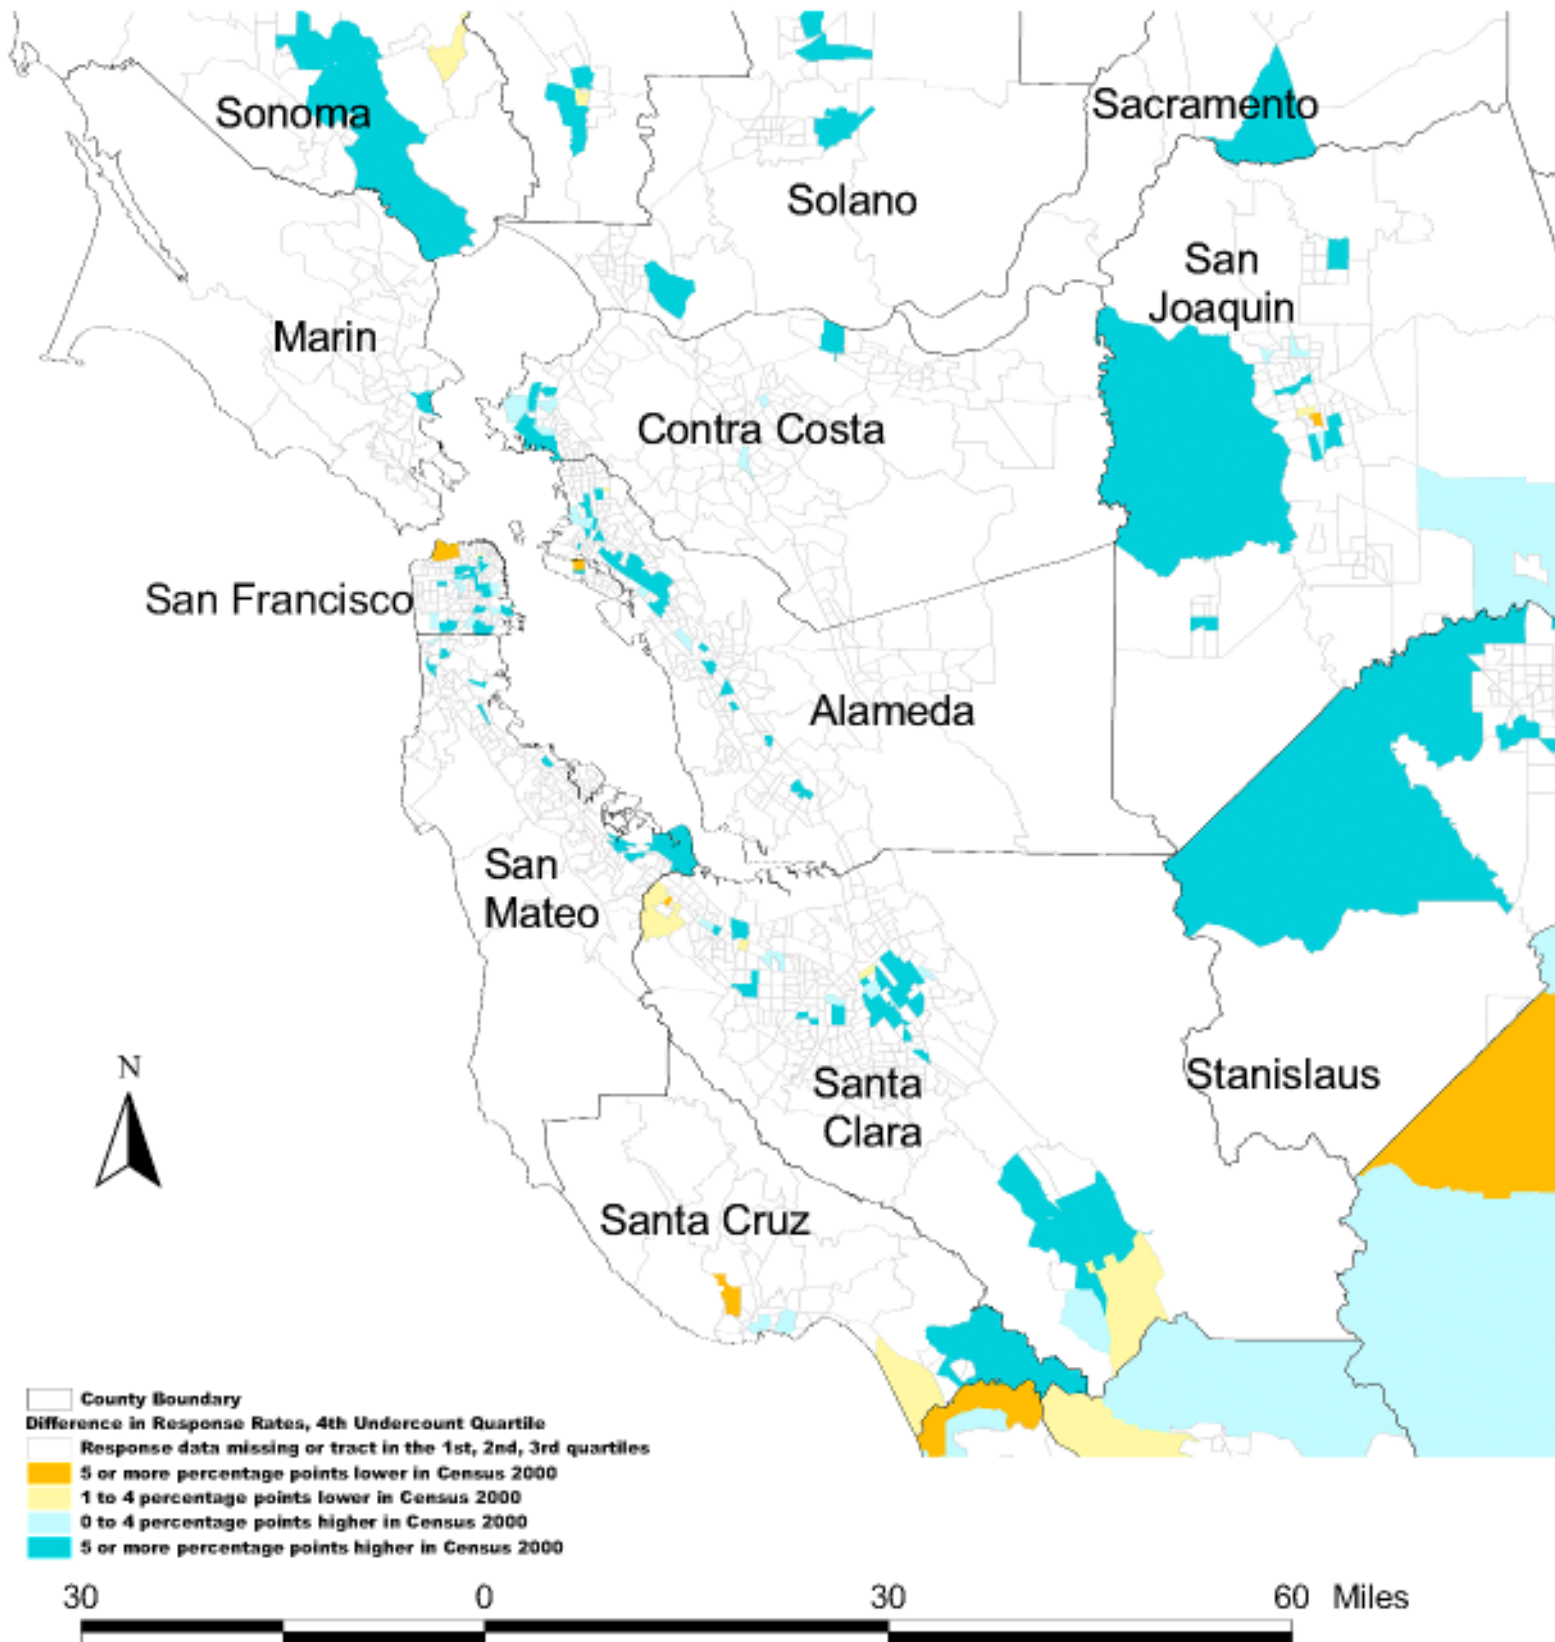 Sonoma
Sacramento
Solano
San
Joaquin
Marin
Contra Costa
San Francisco
Alameda
San
Mateo
N
Stanislaus
Santa
Clara
Santa Cruz
County Boundary
Difference in Response Rates, 4th Undercount Quartile
Response data missing or tract in the 1st, 2nd, 3rd quartiles
5 or more percentage points lower in Census 2000
1 to 4 percentage points lower in Census 2000
0 to 4 percentage points higher in Census 2000
5 or more percentage points higher in Census 2000
30 0 30 60 Miles